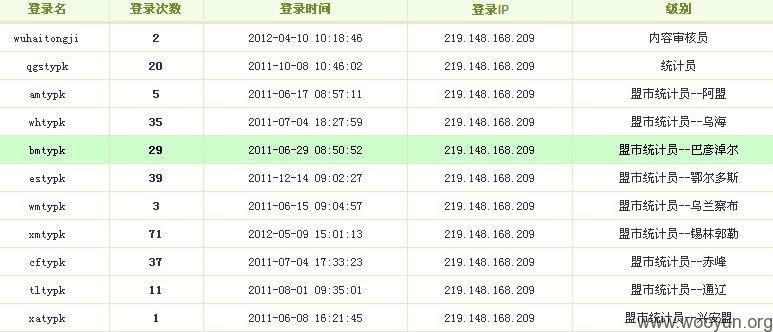 登录名 登录次数 登录时间 登录IP 级别
wuhaitongji 2 2012-04-10 10:18:46 219.148.168.209 内容审核员
qgstypk 20 2011-10-08 10:46:02 219.148.168.209 统计员
amtypk 5 2011-06-17 08:57:11 219.148.168.209 盟市统计员--阿盟
whtypk 35 2011-07-04 18:27:59 219.148.168.209 盟市统计员--乌海
bmtypk 29 2011-06-29 08:50:52 219.148.168.209 盟市统计员--巴彦淖尔
estypk 39 2011-12-14 09:02:27 219.148.168.209 盟市统计员--鄂尔多斯
wmtypk 3 2011-06-15 09:04:57 219.148.168.209 盟市统计员--乌兰察布
xmtypk 71 2012-05-09 15:01:13 219.148.168.209 盟市统计员--锡林郭勒
cftypk 37 2011-07-04 17:33:23 219.148.168.209 盟市统计员--赤峰
tltypk 11 2011-08-01 09:35:01 219.148.168.209 盟市统计员--通辽
xatypk 1 2011-06-08 16:21:45 219.148.168.209 盟市统计员--兴安盟
www.wooyun.org